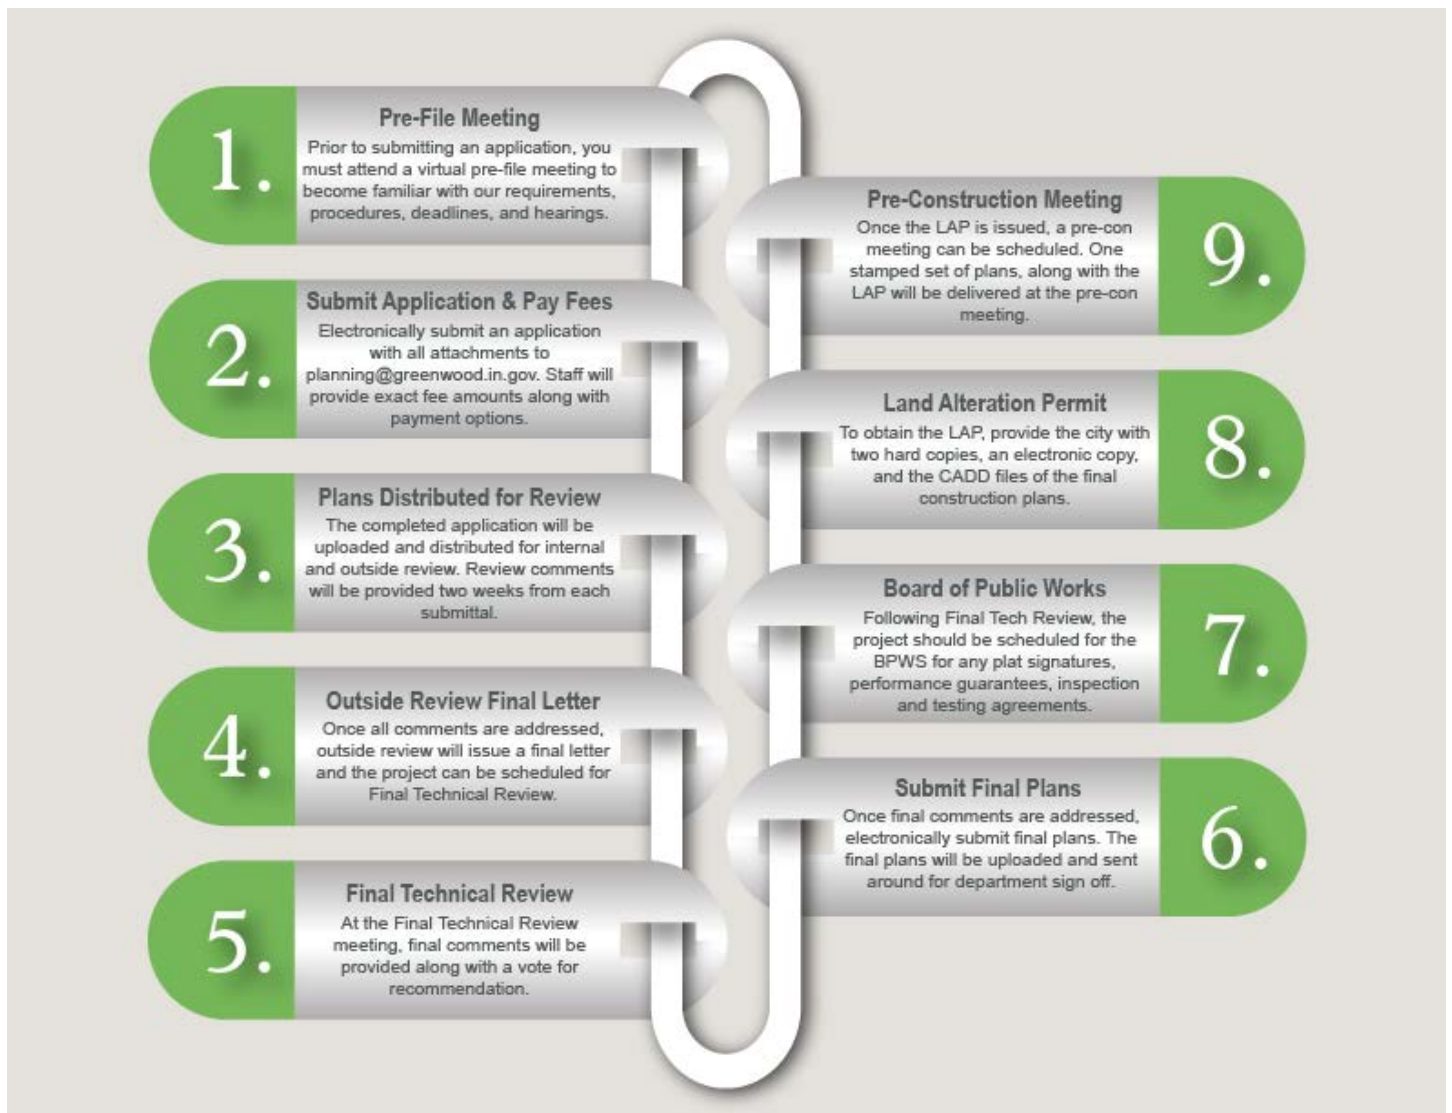 1.
Pre-File Meeting
Prior to submitting an application, you
must attend a virtual pre-file meeting to
become familiar with our requirements,
procedures, deadlines, and hearings.
2.
Submit Application & Pay Fees
Electronically submit an application
with all attachments to
planning@greenwood.in.gov. Staff will
provide exact fee amounts along with
payment options.
3.
Plans Distributed for Review
The completed application will be
uploaded and distributed for internal
and outside review. Review comments
will be provided two weeks from each
submittal.
4.
Outside Review Final Letter
Once all comments are addressed,
outside review will issue a final letter
and the project can be scheduled for
Final Technical Review.
5.
Final Technical Review
At the Final Technical Review
meeting, final comments will be
provided along with a vote for
recommendation.
6.
Submit Final Plans
Once final comments are addressed,
electronically submit final plans. The
final plans will be uploaded and sent
around for department sign off.
7.
Board of Public Works
Following Final Tech Review, the
project should be scheduled for the
BPWS for any plat signatures,
performance guarantees, inspection
and testing agreements.
8.
Land Alteration Permit
To obtain the LAP, provide the city with
two hard copies, an electronic copy,
and the CADD files of the final
construction plans.
9.
Pre-Construction Meeting
Once the LAP is issued, a pre-con
meeting can be scheduled. One
stamped set of plans, along with the
LAP will be delivered at the pre-con
meeting.